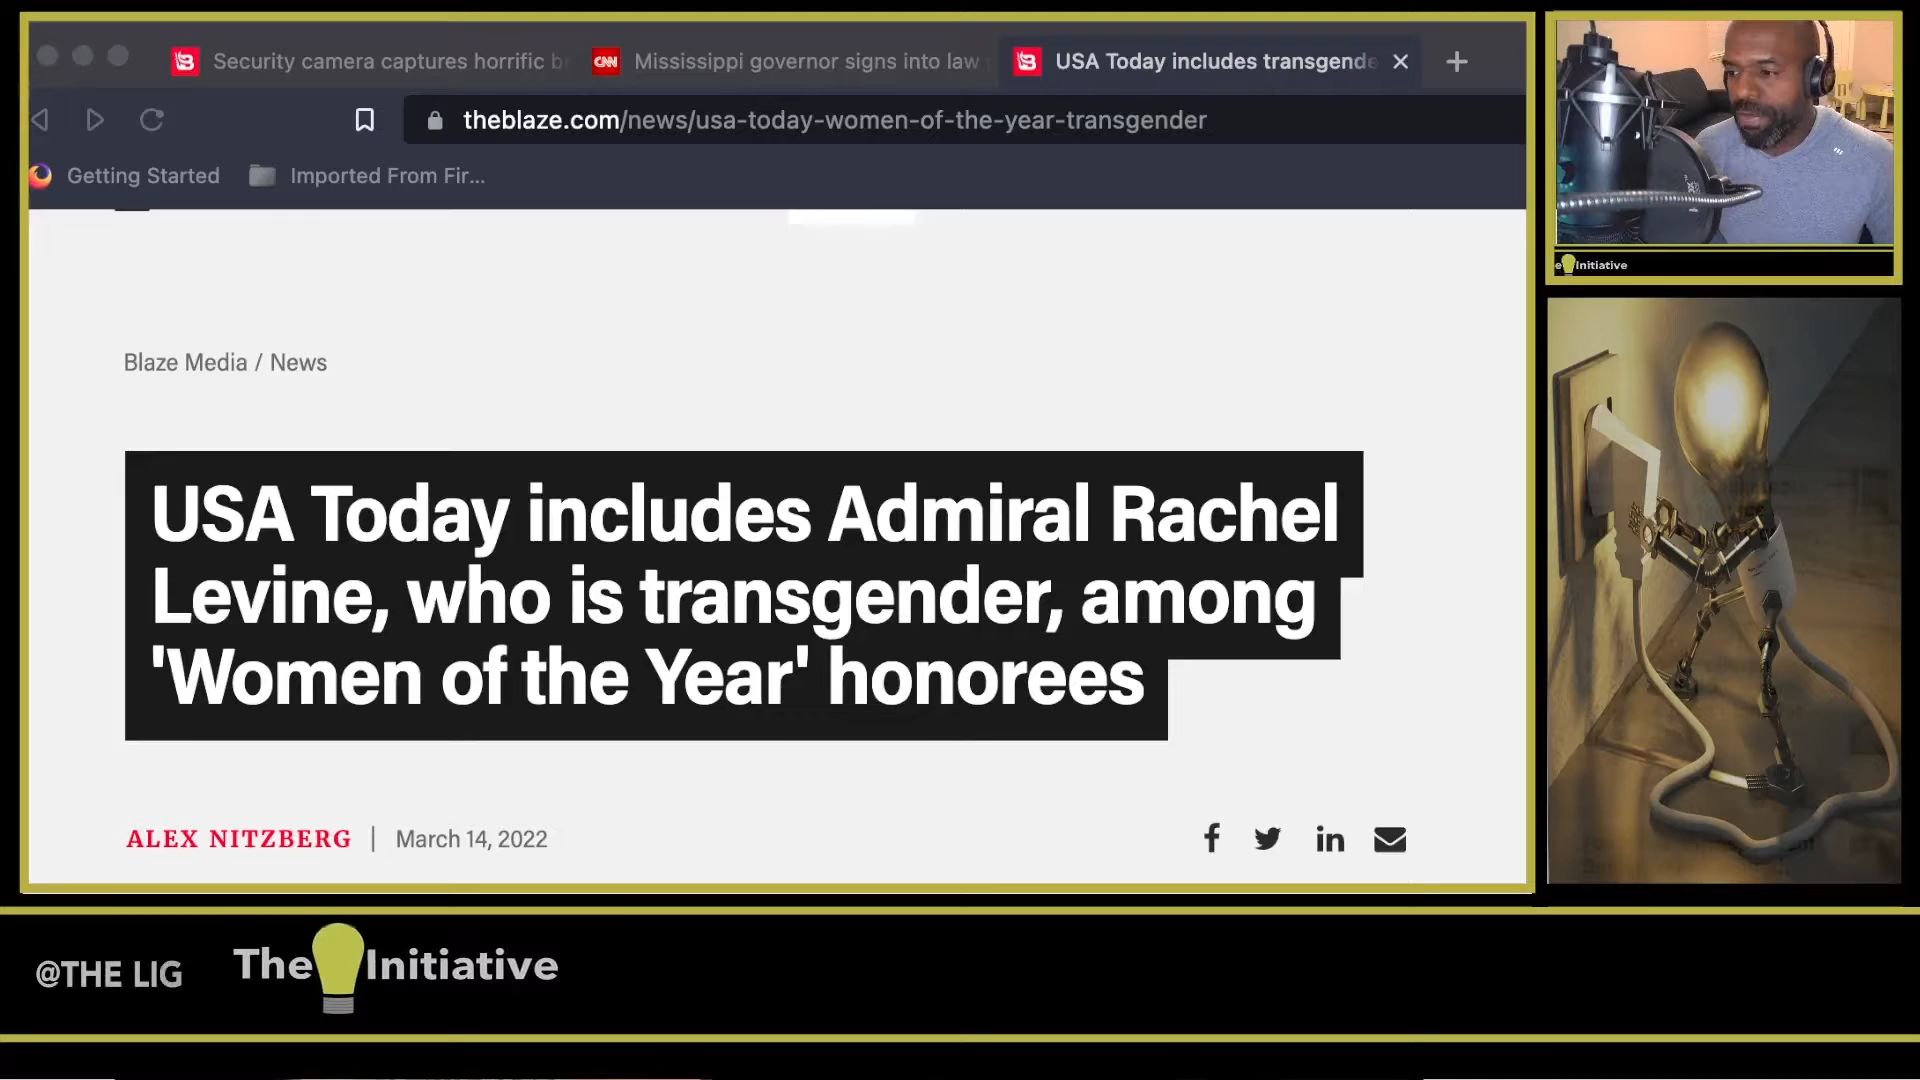 Security camera captures horrific b
CNN
Mississippi governor signs into law
USA Today includes transgende
theblaze.com/news/usa-today-women-of-the-year-transgender
Getting Started
Imported From Fir...
Blaze Media / News
USA Today includes Admiral Rachel
Levine, who is transgender, among
'Women of the Year' honorees
ALEX NITZBERG | March 14, 2022
e Initiative
@THE LIG
The Initiative